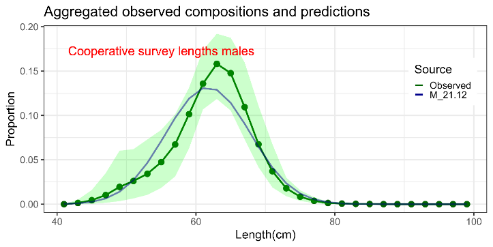 Aggregated observed compositions and predictions
0.20
Cooperative survey lengths males
0.15
Source
Observed
M_21.12
0.10
Proportion
0.05
0.00
40
60
80
100
Length(cm)